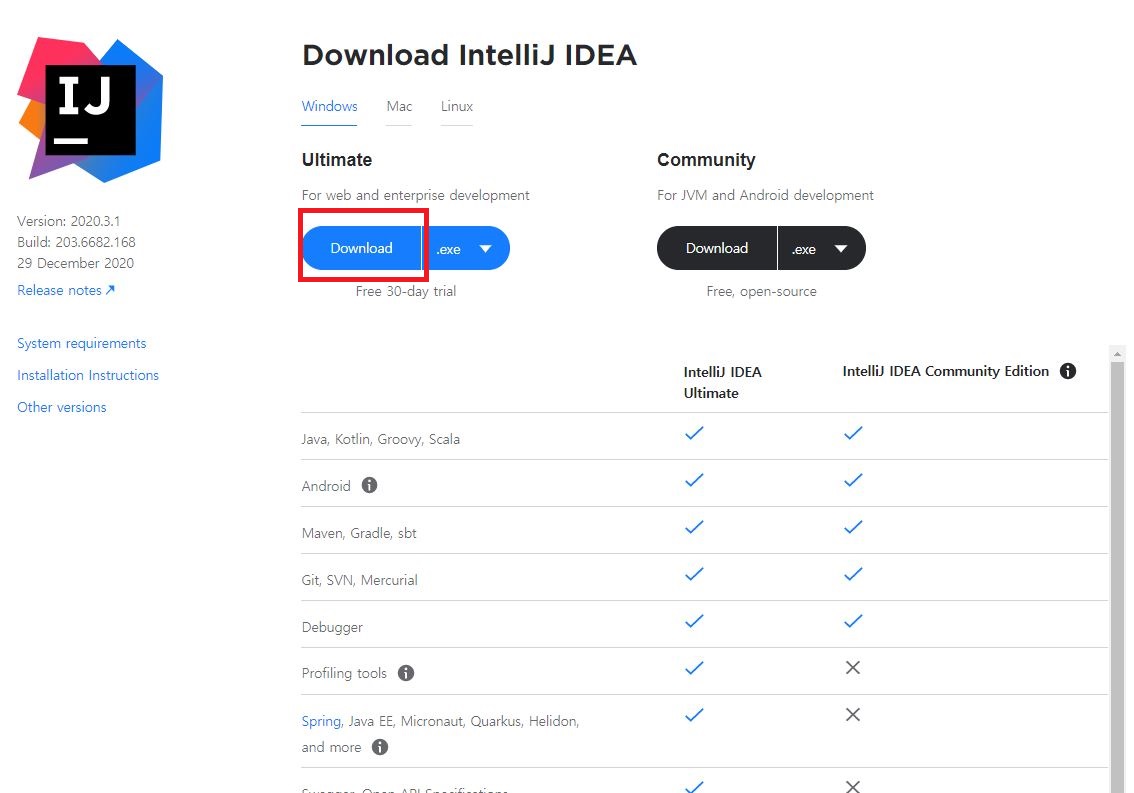 IJ
Download IntelliJ IDEA
Windows Mac Linux
Ultimate
For web and enterprise development
Download .exe
Free 30-day trial
Community
For JVM and Android development
Download .exe
Free, open-source
Version: 2020.3.1
Build: 203.6682.168
29 December 2020
Release notes
System requirements
Installation Instructions
Other versions
IntelliJ IDEA
Ultimate
IntelliJ IDEA Community Edition
Java, Kotlin, Groovy, Scala
Android
Maven, Gradle, sbt
Git, SVN, Mercurial
Debugger
Profiling tools
Spring, Java EE, Micronaut, Quarkus, Helidon,
and more
Swagger, Open API Specifications